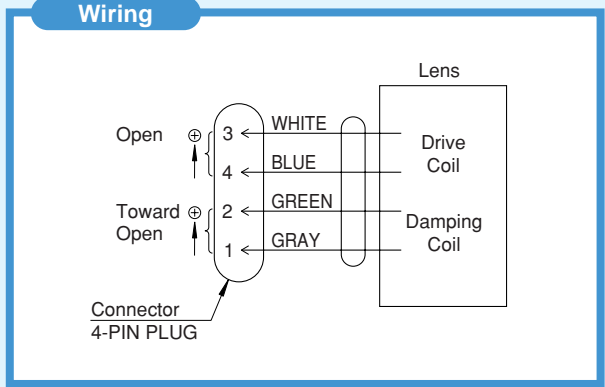 Wiring
Lens
Open ⊕ 3 WHITE
Drive
Coil
4 BLUE
Toward ⊕ 2 GREEN
Open
Damping
Coil
1 GRAY
Connector
4-PIN PLUG